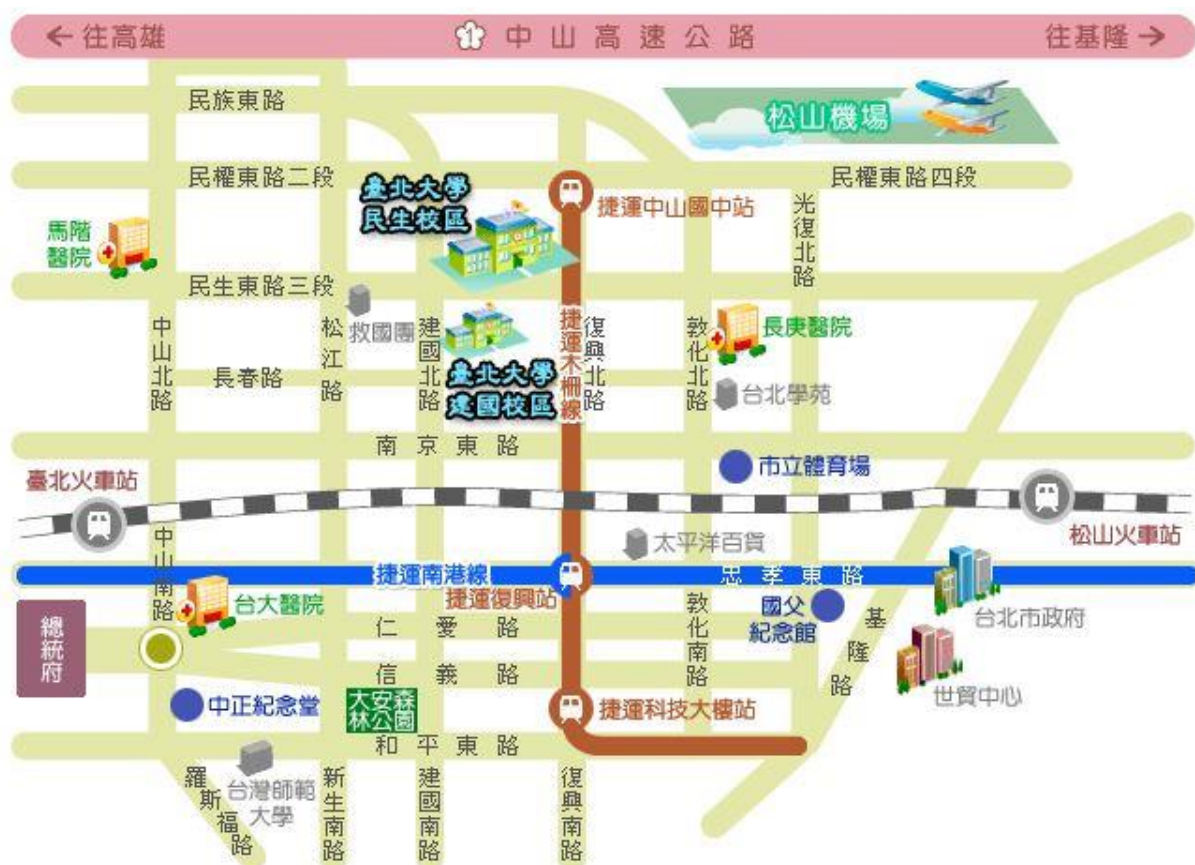 往高雄
1 中山高速公路
往基隆
民族東路
松山機場
民權東路二段
臺北大學
民生校區
捷運中山國中站
民權東路四段
光復北路
馬階
醫院
民生東路三段
救國團
中山北路
松江路
建國北路
捷運木柵線
復興北路
敦化北路
長庚醫院
長春路
臺北大學
建國校區
台北學苑
南京東路
市立體育場
臺北火車站
松山火車站
中山南路
太平洋百貨
捷運南港線
忠孝東路
捷運復興站
台大醫院
仁愛路
敦化南路
國父
紀念館
基隆路
台北市政府
總統府
信義路
世貿中心
中正紀念堂
大安森
林公園
捷運科技大樓站
和平東路
羅斯福路
台灣師範
大學
新生南路
建國南路
復興南路